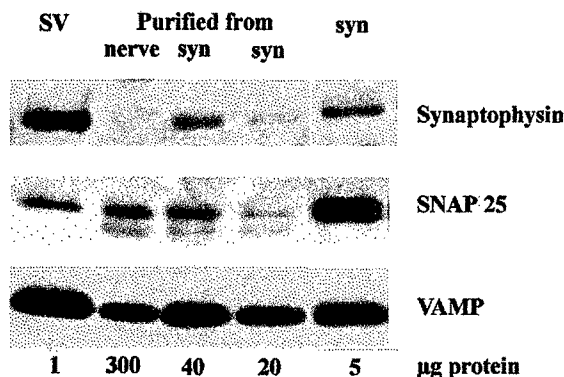 SV Purified from syn
nerve syn syn
Synaptophysin
SNAP 25
VAMP
1 300 40 20 5 µg protein